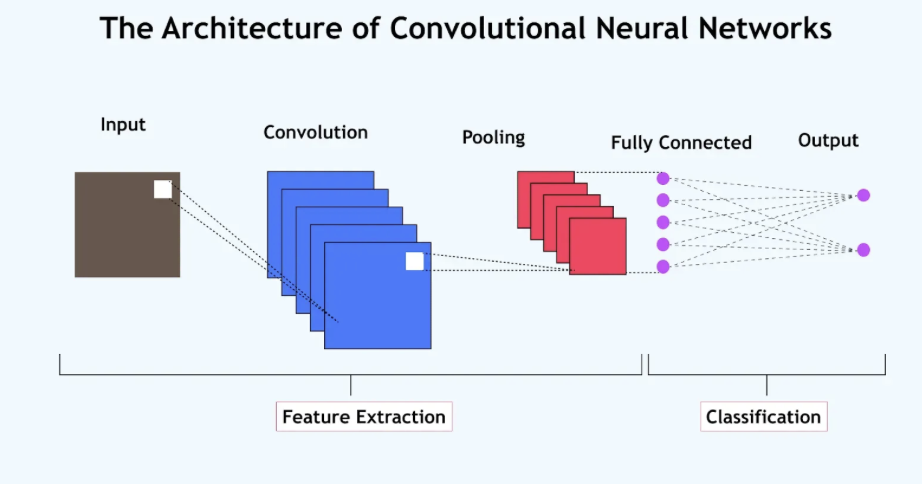 The Architecture of Convolutional Neural Networks
Input
Convolution
Pooling
Fully Connected
Output
Feature Extraction
Classification